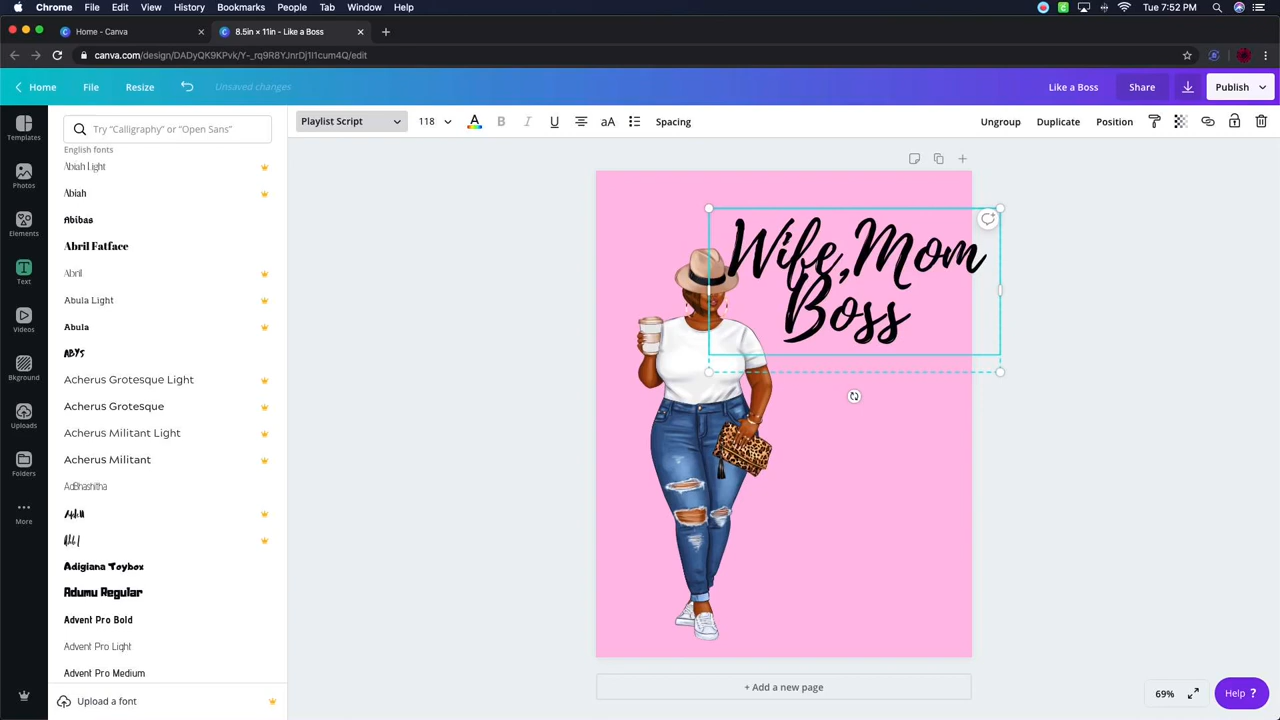 Chrome File Edit View History Bookmarks People Tab Window Help Tue 7:52 PM
Home - Canva 8.5in × 11in - Like a Boss
canva.com/design/DADyQK9KPvk/Y-_rq9R8YJnrDj1I1cum4Q/edit
Home File Resize Unsaved changes Like a Boss Share Publish
Try “Calligraphy” or “Open Sans”
Playlist Script 118 B I U aA Spacing Ungroup Duplicate Position
Templates
Photos
Elements
Text
Videos
Bkground
Uploads
Folders
More
English fonts
Abiah Light
Abiah
Abibas
Abril Fatface
Abril
Abula Light
Abula
ABYS
Acherus Grotesque Light
Acherus Grotesque
Acherus Militant Light
Acherus Militant
AdBhashitha
Adigiana Toybox
Adumu Regular
Advent Pro Bold
Advent Pro Light
Advent Pro Medium
Upload a font
Wife,Mom
Boss
+ Add a new page
69%
Help ?